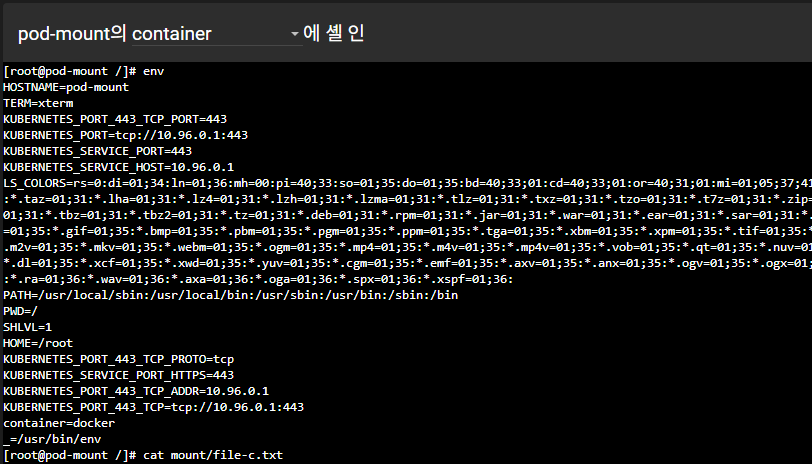 pod-mount의 container에 셸 인
[root@pod-mount /]# env
HOSTNAME=pod-mount
TERM=xterm
KUBERNETES_PORT_443_TCP_PORT=443
KUBERNETES_PORT=tcp://10.96.0.1:443
KUBERNETES_SERVICE_PORT=443
KUBERNETES_SERVICE_HOST=10.96.0.1
LS_COLORS=rs=0:di=01;34:ln=01;36:mh=00:pi=40;33:so=01;35:do=01;35:bd=40;33;01:cd=40;33;01:or=40;31;01:mi=01;05;37;41
:*.taz=01;31:*.lha=01;31:*.lz4=01;31:*.lzh=01;31:*.lzma=01;31:*.tlz=01;31:*.txz=01;31:*.tzo=01;31:*.t7z=01;31:*.zip=
01;31:*.tbz=01;31:*.tbz2=01;31:*.tz=01;31:*.deb=01;31:*.rpm=01;31:*.jar=01;31:*.war=01;31:*.ear=01;31:*.sar=01;31:*.
=01;35:*.gif=01;35:*.bmp=01;35:*.pbm=01;35:*.pgm=01;35:*.ppm=01;35:*.tga=01;35:*.xbm=01;35:*.xpm=01;35:*.tif=01;35:*
.m2v=01;35:*.mkv=01;35:*.webm=01;35:*.ogm=01;35:*.mp4=01;35:*.m4v=01;35:*.mp4v=01;35:*.vob=01;35:*.qt=01;35:*.nuv=01
*.dl=01;35:*.xcf=01;35:*.xwd=01;35:*.yuv=01;35:*.cgm=01;35:*.emf=01;35:*.axv=01;35:*.anx=01;35:*.ogv=01;35:*.ogx=01;
:*.ra=01;36:*.wav=01;36:*.axa=01;36:*.oga=01;36:*.spx=01;36:*.xspf=01;36:
PATH=/usr/local/sbin:/usr/local/bin:/usr/sbin:/usr/bin:/sbin:/bin
PWD=/
SHLVL=1
HOME=/root
KUBERNETES_PORT_443_TCP_PROTO=tcp
KUBERNETES_SERVICE_PORT_HTTPS=443
KUBERNETES_PORT_443_TCP_ADDR=10.96.0.1
KUBERNETES_PORT_443_TCP=tcp://10.96.0.1:443
container=docker
_=/usr/bin/env
[root@pod-mount /]# cat mount/file-c.txt